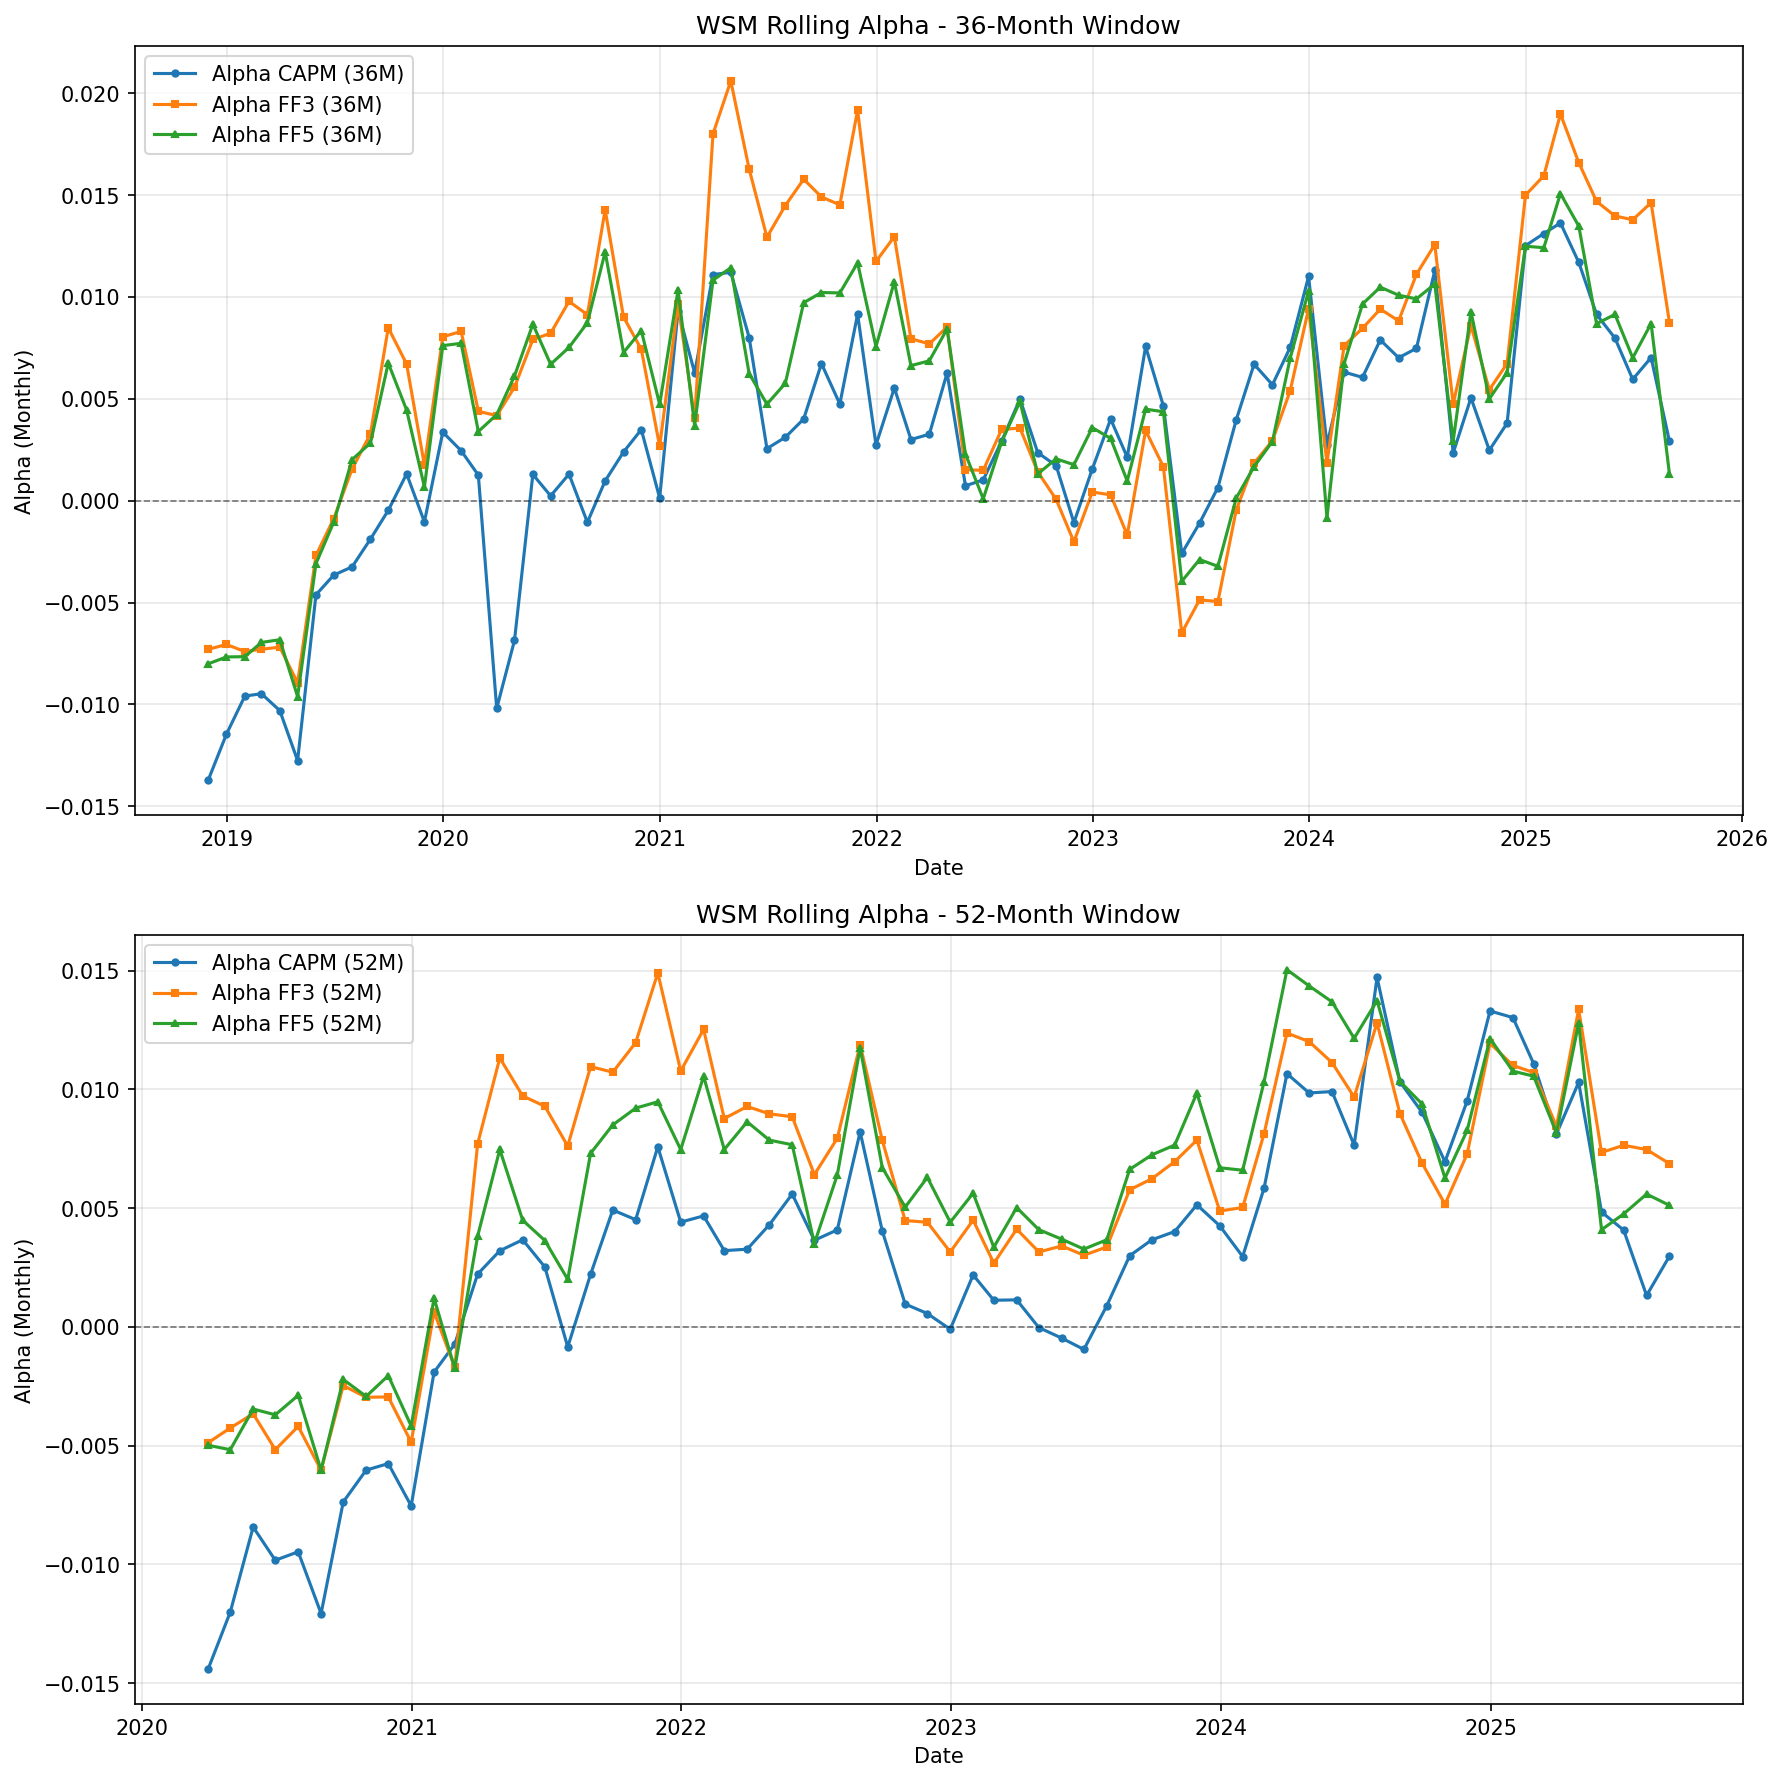 WSM Rolling Alpha - 36-Month Window
Alpha CAPM (36M)
Alpha FF3 (36M)
Alpha FF5 (36M)
Alpha (Monthly)
0.020
0.015
0.010
0.005
0.000
−0.005
−0.010
−0.015
2019 2020 2021 2022 2023 2024 2025 2026
Date
WSM Rolling Alpha - 52-Month Window
Alpha CAPM (52M)
Alpha FF3 (52M)
Alpha FF5 (52M)
Alpha (Monthly)
0.015
0.010
0.005
0.000
−0.005
−0.010
−0.015
2020 2021 2022 2023 2024 2025
Date